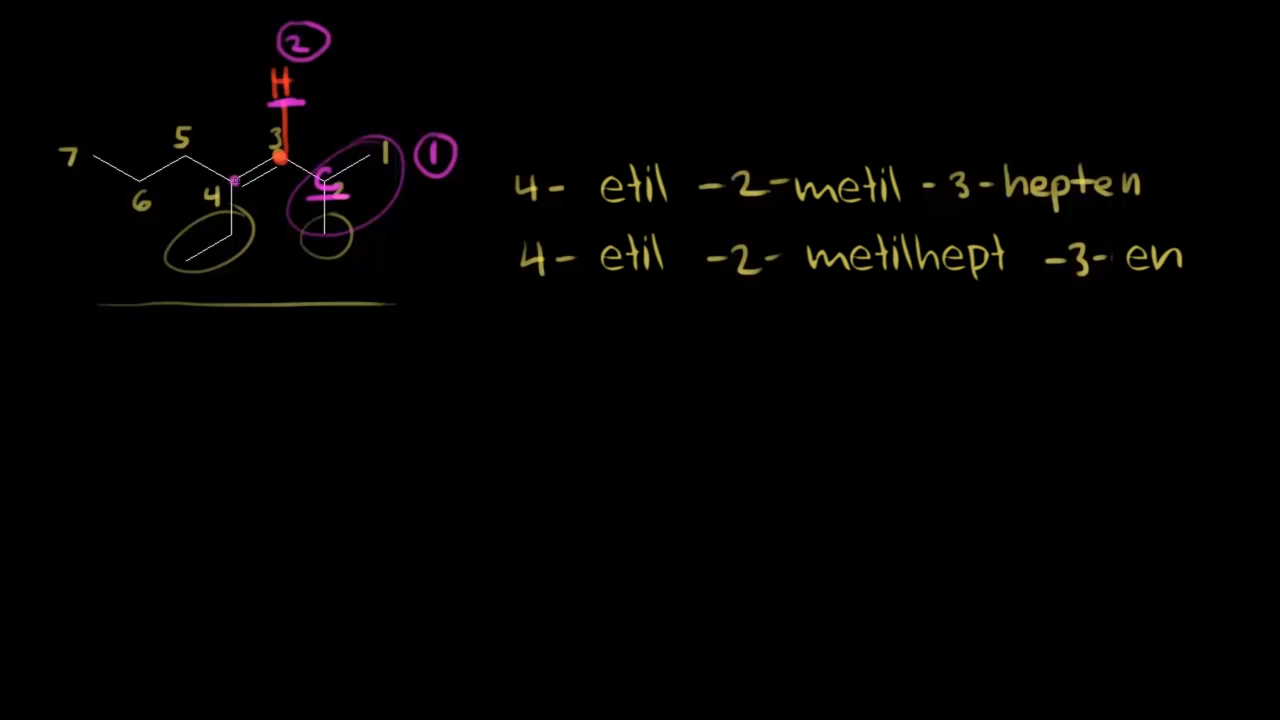 2
H
3
5
7
1
1
C
2
4
6
4- etil -2-metil -3-hepten
4- etil -2- metilhept -3- en